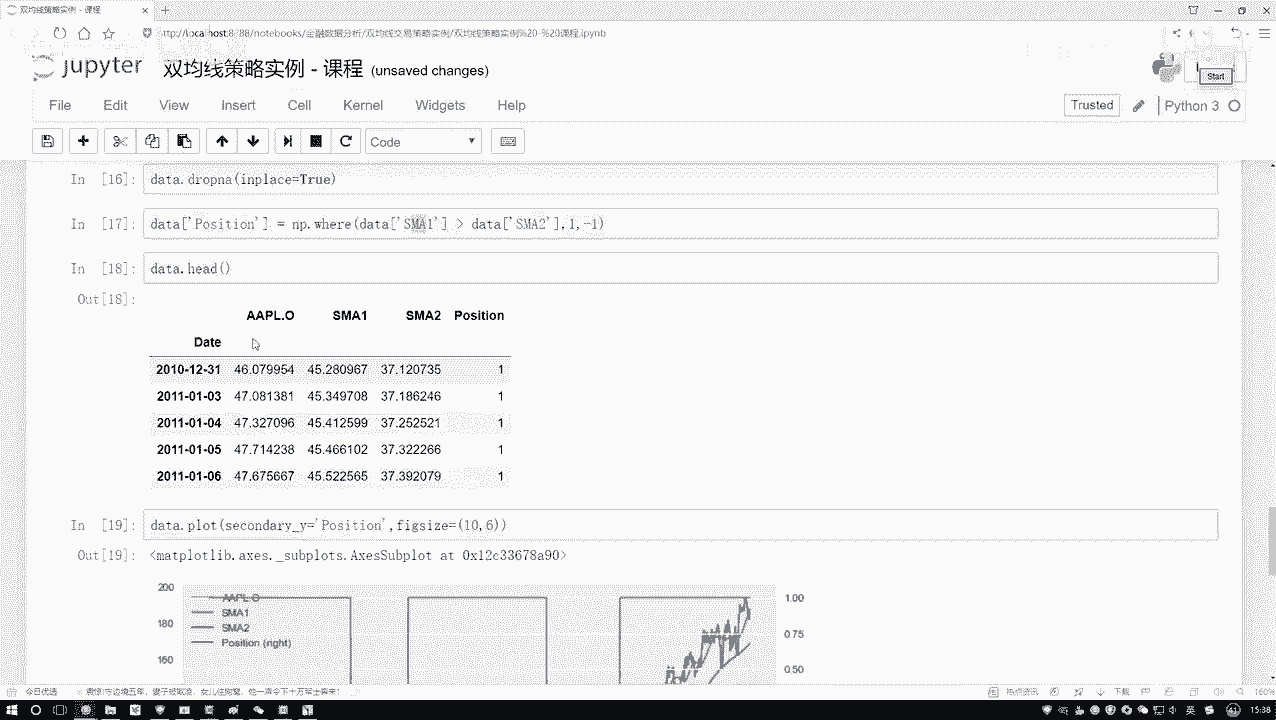 双均线策略实例 - 课程
localhost:8888/notebooks/金融数据分析/双均线交易策略实例/双均线策略实例%20-%20课程.ipynb
jupyter 双均线策略实例 - 课程 (unsaved changes)
Start
File Edit View Insert Cell Kernel Widgets Help
Trusted Python 3
Code
In [16]: data.dropna(inplace=True)
In [17]: data['Position'] = np.where(data['SMA1'] > data['SMA2'],1,-1)
In [18]: data.head()
Out[18]:
AAPL.O SMA1 SMA2 Position
Date
2010-12-31 46.079954 45.280967 37.120735 1
2011-01-03 47.081381 45.349708 37.186246 1
2011-01-04 47.327096 45.412599 37.252521 1
2011-01-05 47.714238 45.466102 37.322266 1
2011-01-06 47.675667 45.522565 37.392079 1
In [19]: data.plot(secondary_y='Position',figsize=(10,6))
Out[19]: <matplotlib.axes._subplots.AxesSubplot at 0x12c33678a90>
200
180
160
AAPL.O
SMA1
SMA2
Position (right)
1.00
0.75
0.50
今日优选
热点资讯 下载 160%
英 15:38